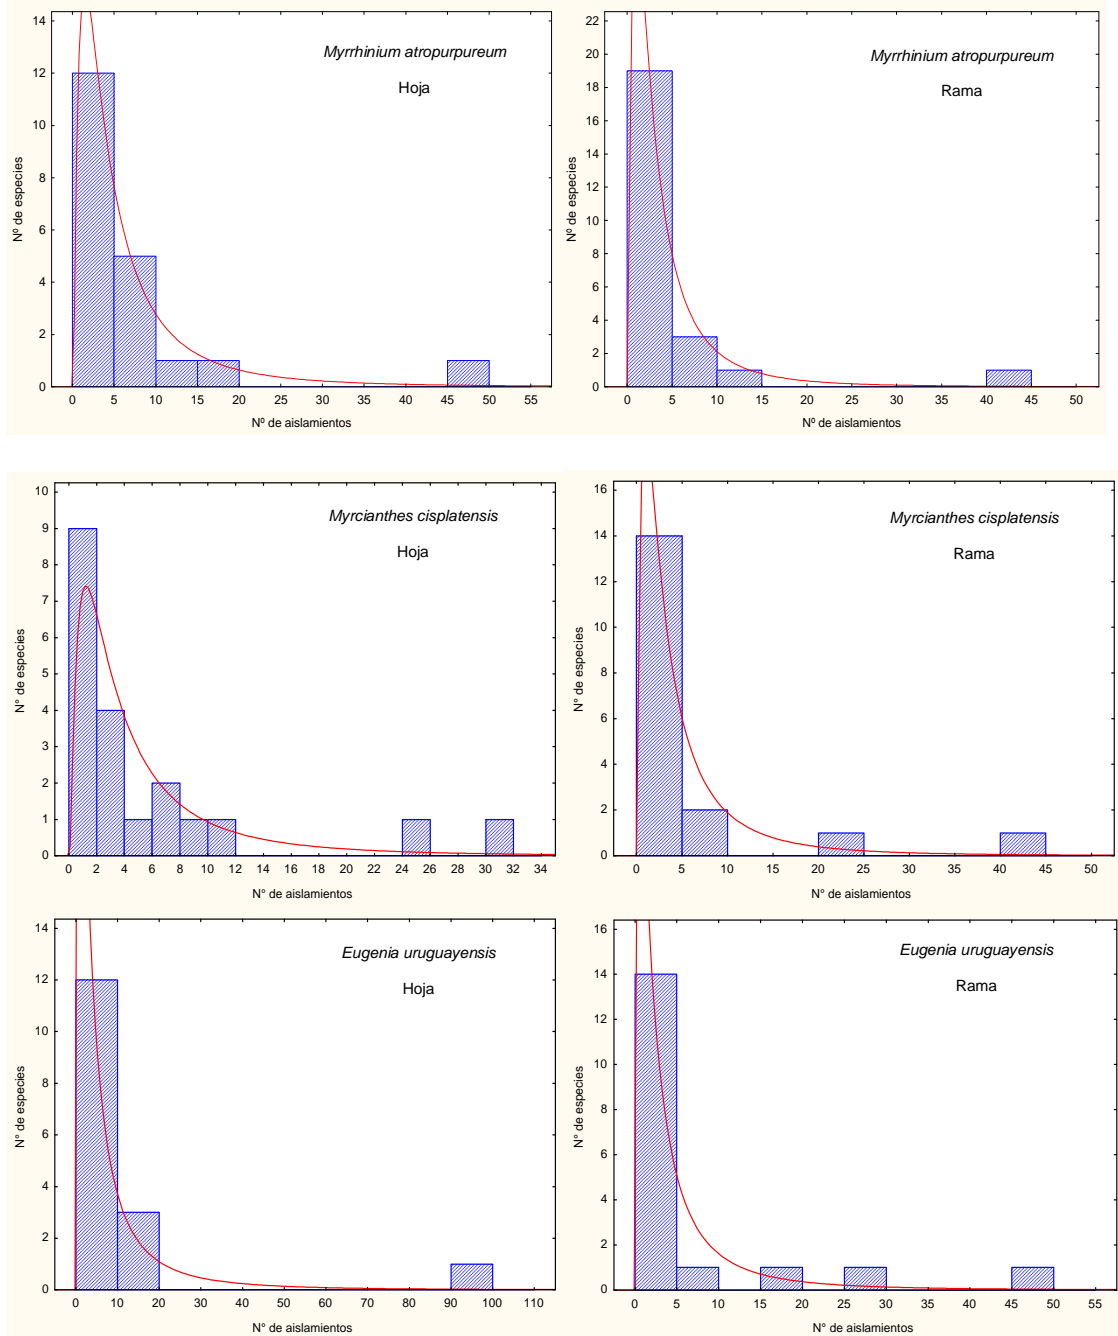 Myrrhinium atropurpureum
Hoja
Nº de especies
14
12
10
8
6
4
2
0
0 5 10 15 20 25 30 35 40 45 50 55
Nº de aislamientos
Myrrhinium atropurpureum
Rama
Nº de especies
22
20
18
16
14
12
10
8
6
4
2
0
0 5 10 15 20 25 30 35 40 45 50
Nº de aislamientos
Myrcianthes cisplatensis
Hoja
N° de especies
10
9
8
7
6
5
4
3
2
1
0
0 2 4 6 8 10 12 14 16 18 20 22 24 26 28 30 32 34
N° de aislamientos
Myrcianthes cisplatensis
Rama
N° de especies
16
14
12
10
8
6
4
2
0
0 5 10 15 20 25 30 35 40 45 50
N° de aislamientos
Eugenia uruguayensis
Hoja
N° de especies
14
12
10
8
6
4
2
0
0 10 20 30 40 50 60 70 80 90 100 110
N° de aislamientos
Eugenia uruguayensis
Rama
N° de especies
16
14
12
10
8
6
4
2
0
0 5 10 15 20 25 30 35 40 45 50 55
N° de aislamientos